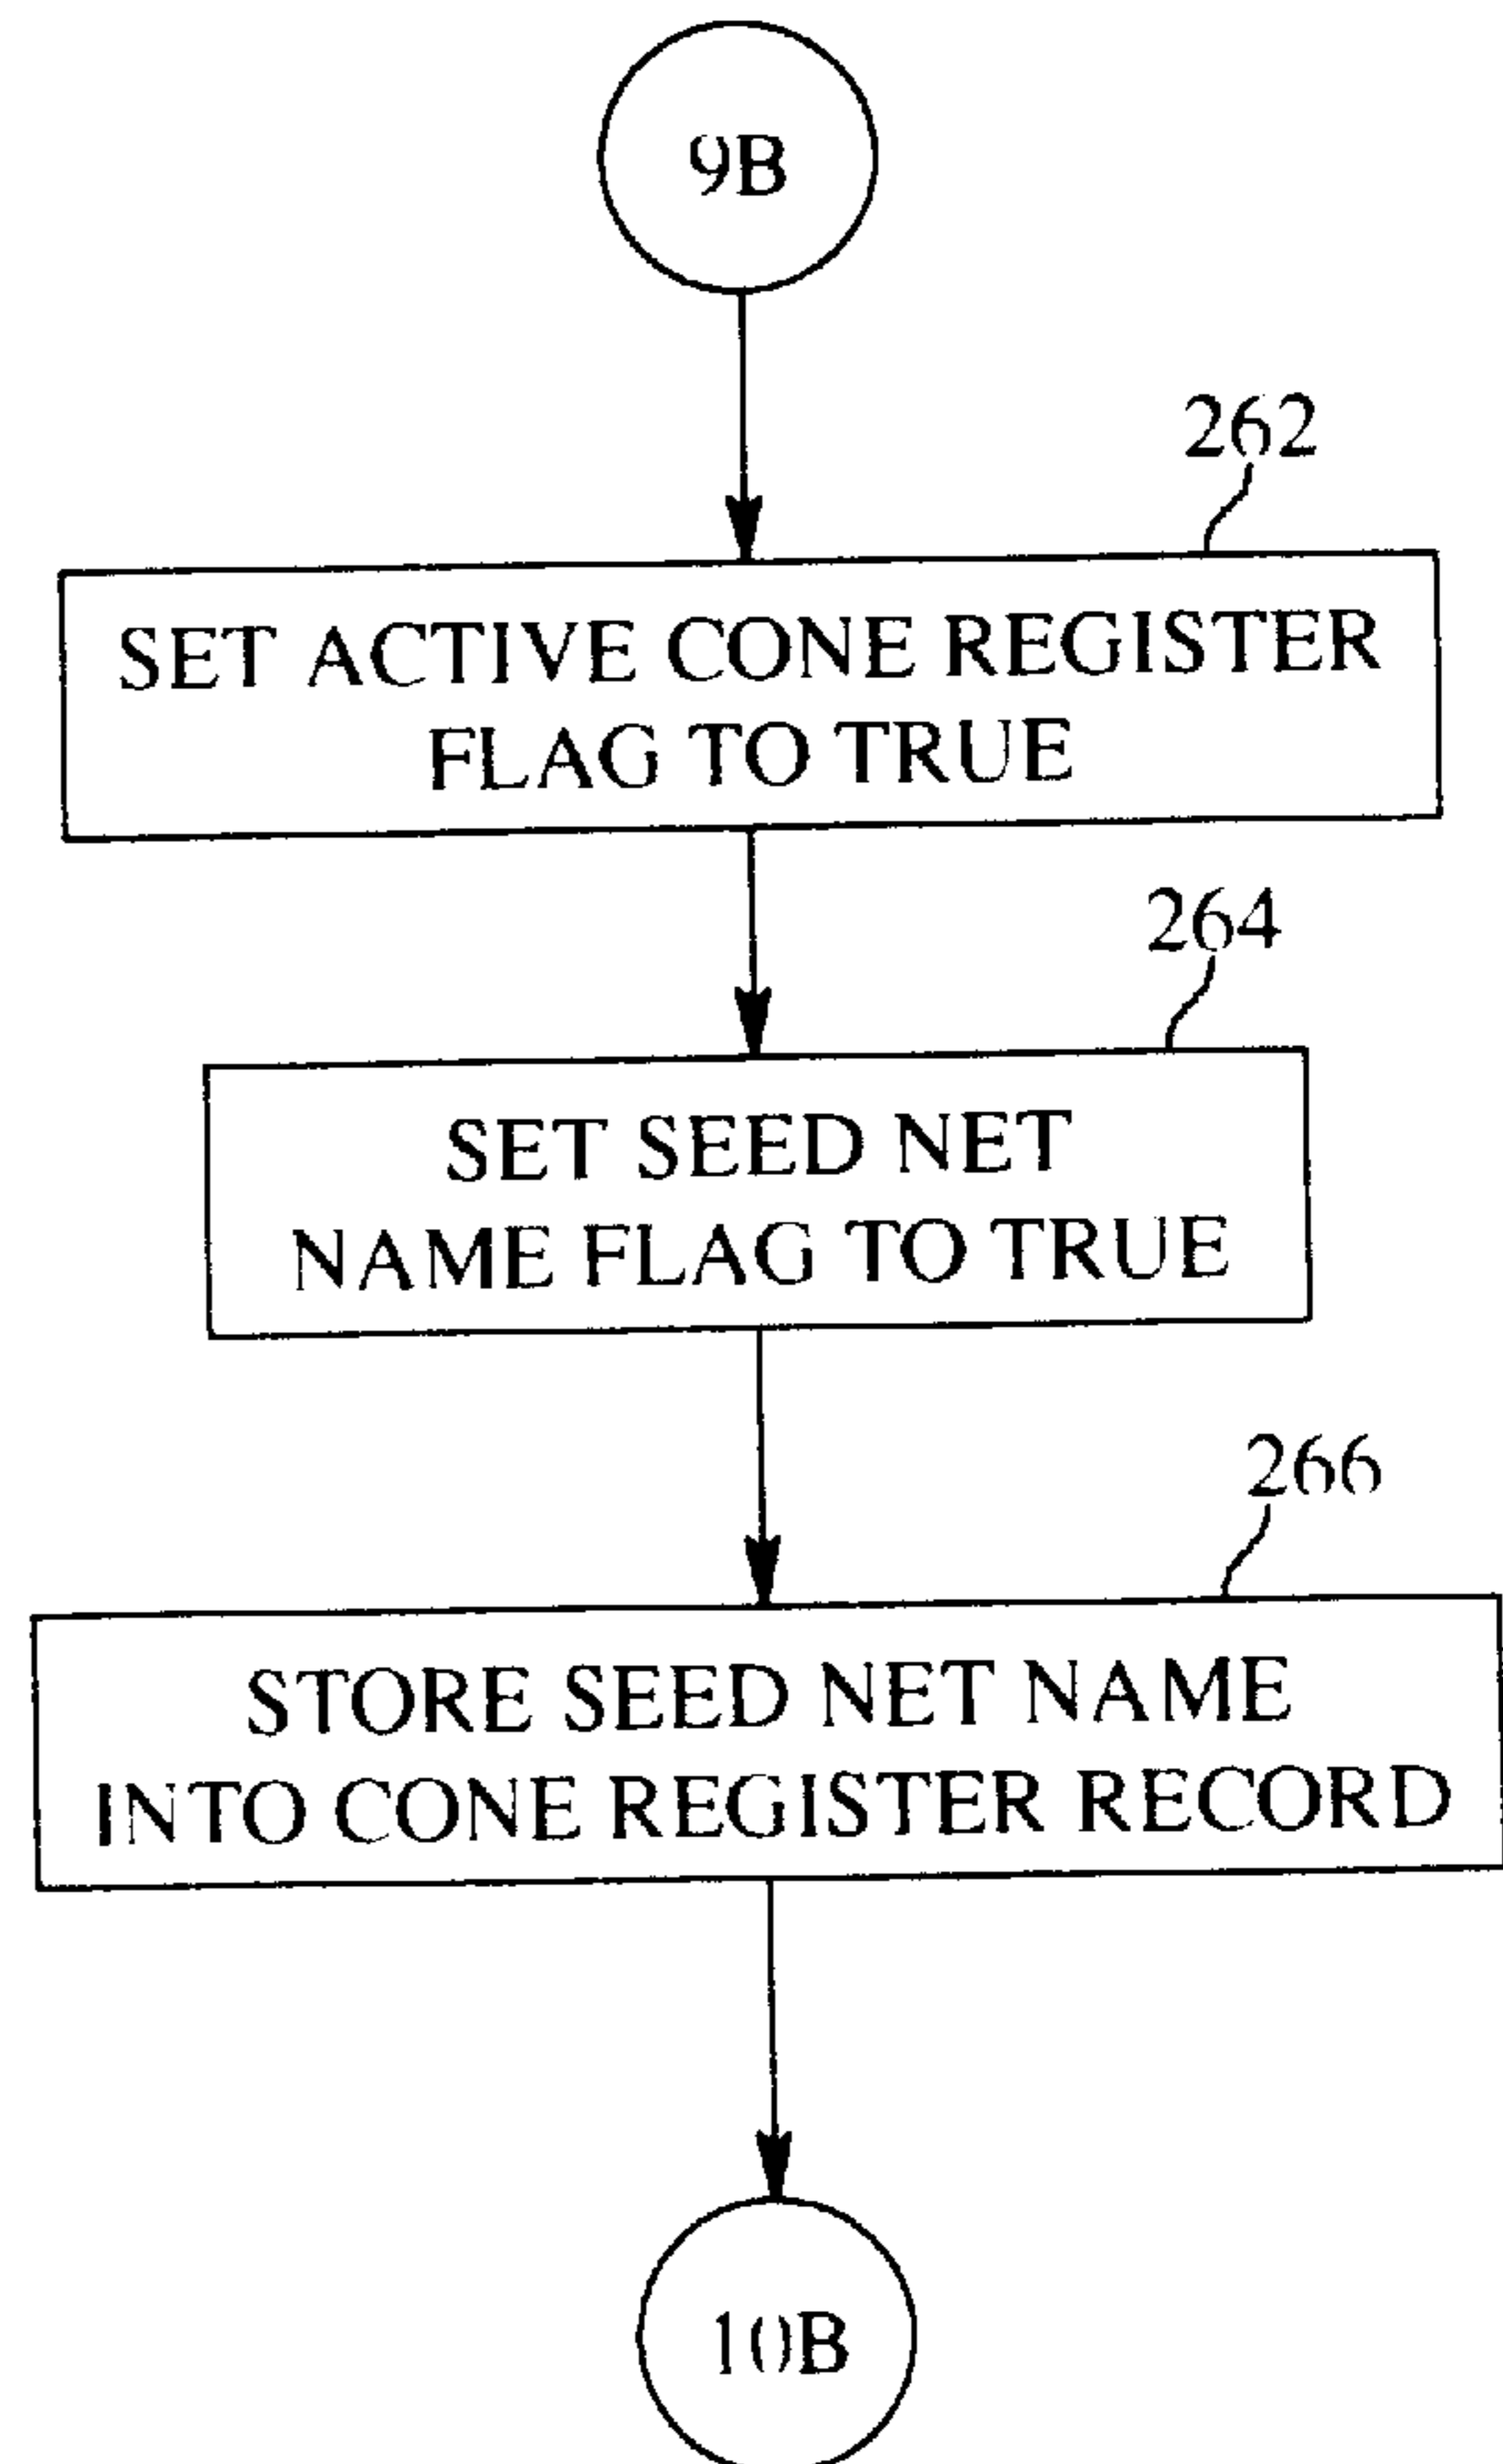 9B
262
SET ACTIVE CONE REGISTER
FLAG TO TRUE
264
SET SEED NET
NAME FLAG TO TRUE
266
STORE SEED NET NAME
INTO CONE REGISTER RECORD
10B